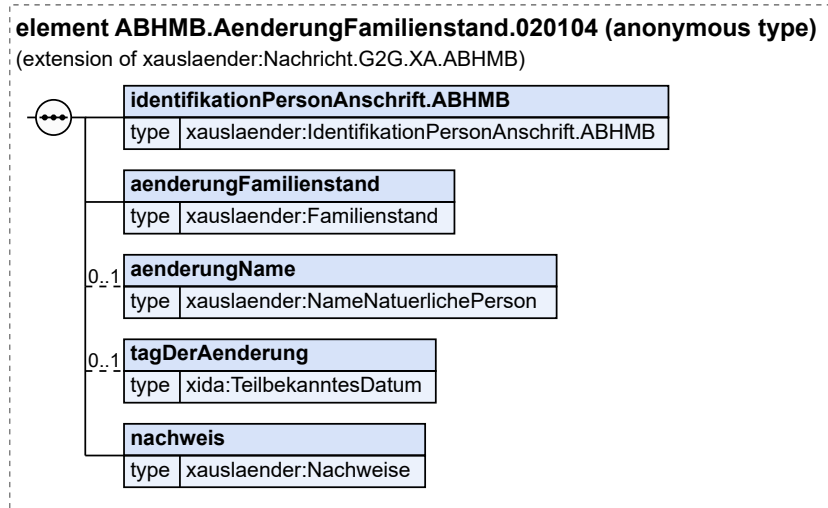 element ABHMB.AenderungFamilienstand.020104 (anonymous type)
(extension of xauslaender:Nachricht.G2G.XA.ABHMB)
identifikationPersonAnschrift.ABHMB
type xauslaender:IdentifikationPersonAnschrift.ABHMB
aenderungFamilienstand
type xauslaender:Familienstand
0..1 aenderungName
type xauslaender:NameNatuerlichePerson
0..1 tagDerAenderung
type xida:TeilbekanntesDatum
nachweis
type xauslaender:Nachweise